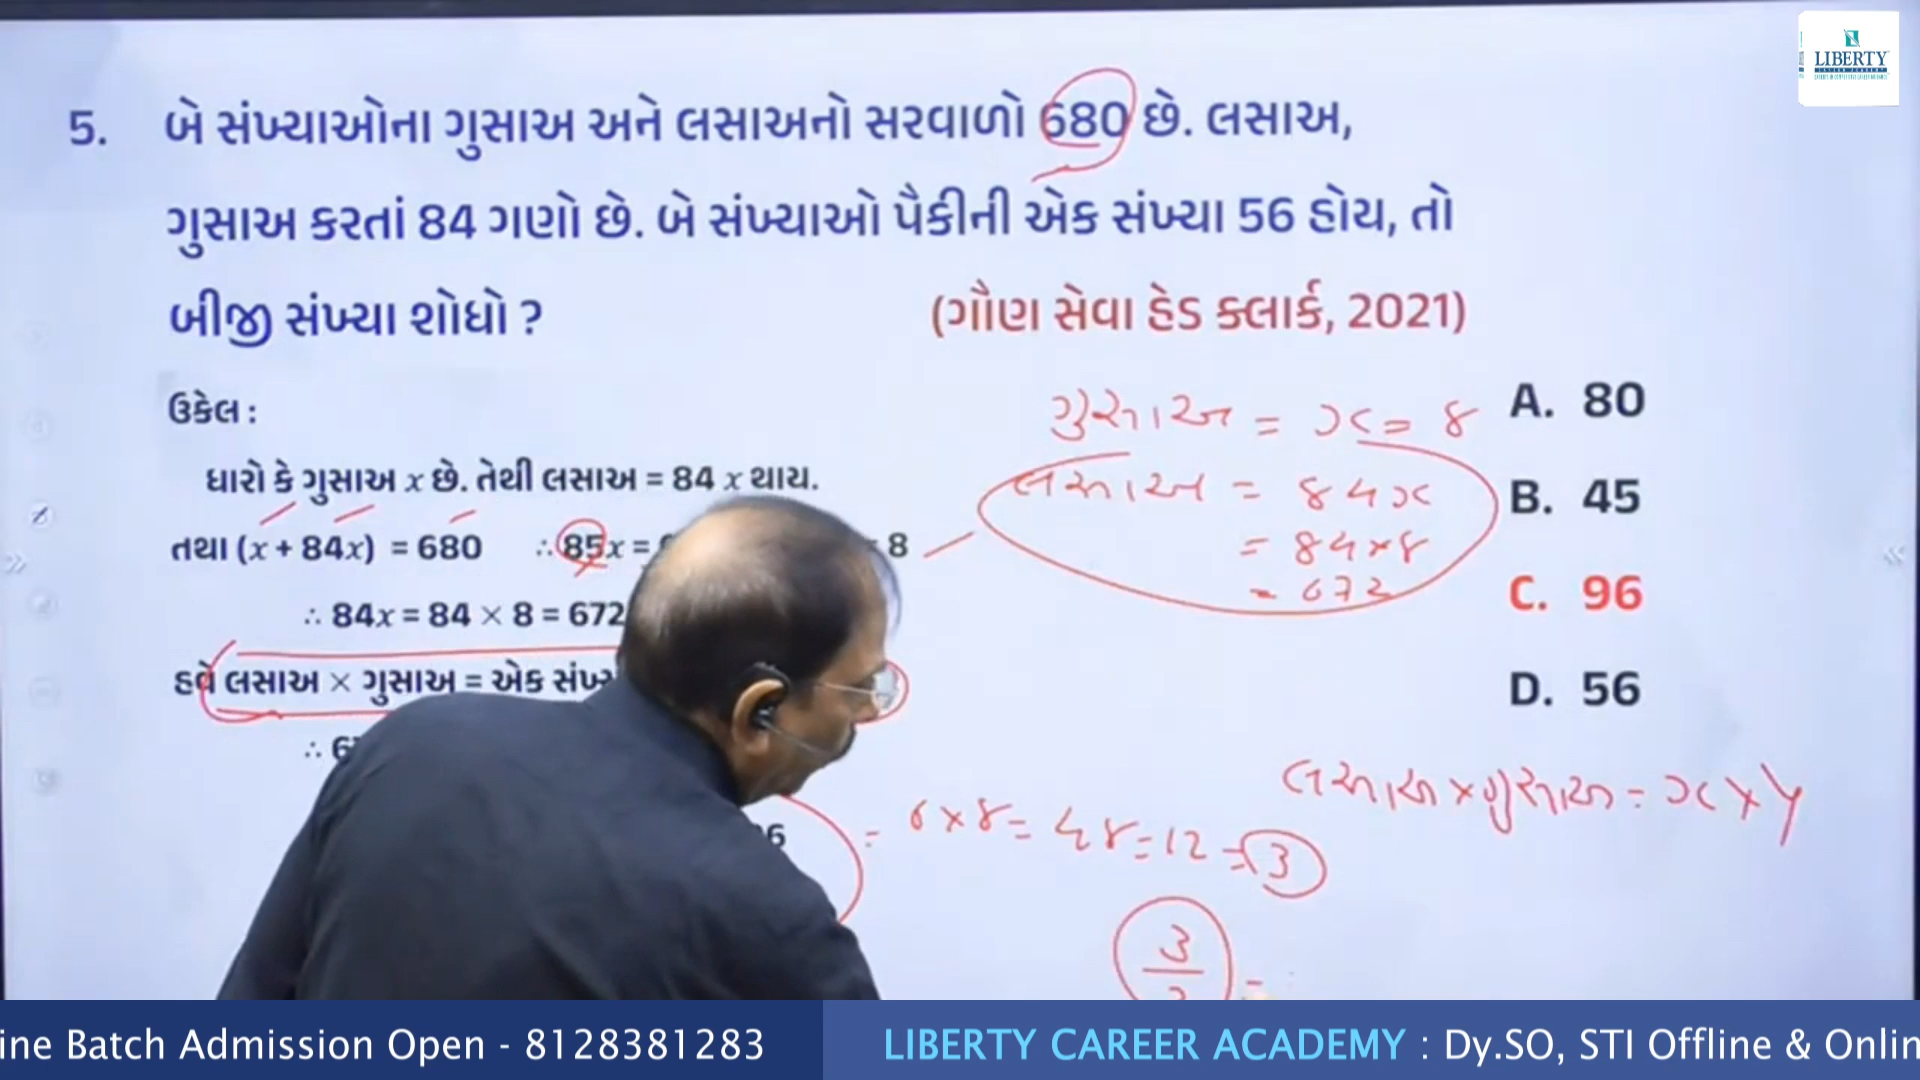 LIBERTY
5. બે સંખ્યાઓના ગુસાઅ અને લસાઅનો સરવાળો 680 છે. લસાઅ,
ગુસાઅ કરતાં 84 ગણો છે. બે સંખ્યાઓ પૈકીની એક સંખ્યા 56 હોય, તો
બીજી સંખ્યા શોધો ?
(ગૌણ સેવા હેડ ક્લાર્ક, 2021)
ઉકેલ :
ધારો કે ગુસાઅ x છે. તેથી લસાઅ = 84 x થાય.
તથા (x + 84x) = 680 ∴ 85x = 8
∴ 84x = 84 × 8 = 672
હવે લસાઅ × ગુસાઅ = એક
ગુસાઅ = x = 8
લસાઅ = 84x
= 84×8
= 672
A. 80
B. 45
C. 96
D. 56
લસાઅ × ગુસાઅ = x × y
= 6 × 8 = 48 = 12 = 3
3
Batch Admission Open - 8128381283
LIBERTY CAREER ACADEMY : Dy.SO, STI Offline &